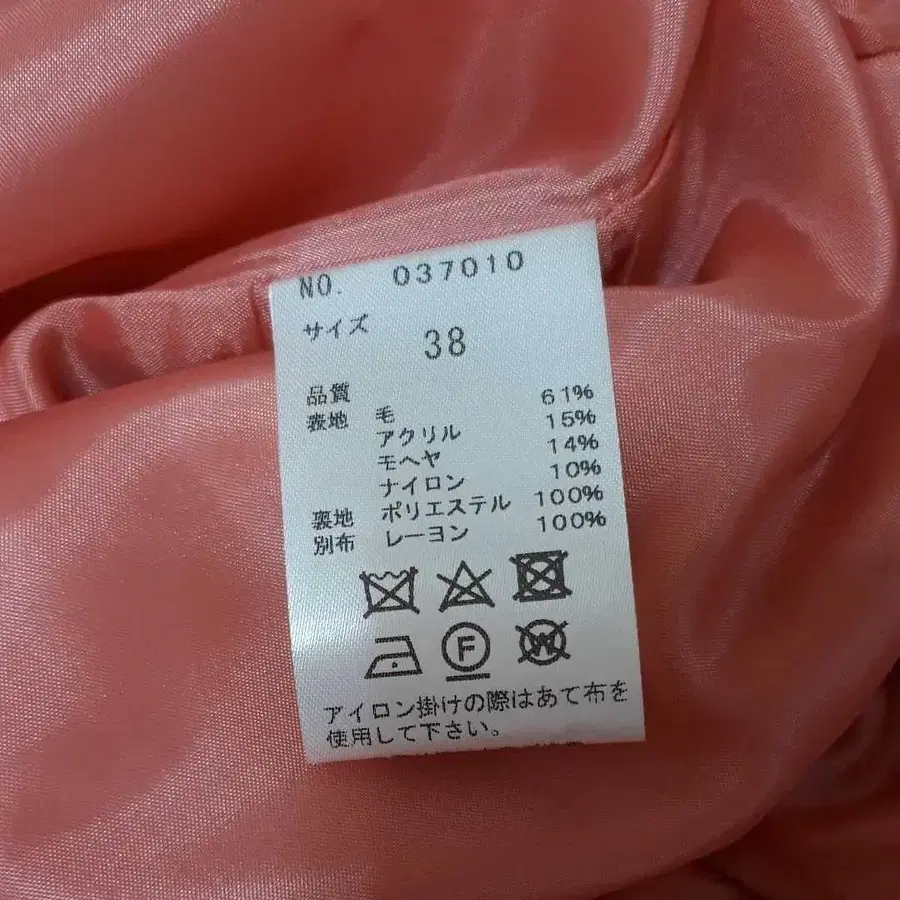 NO. 037010
サイズ
38
品質
表地 毛 61%
アクリル 15%
モヘヤ 14%
ナイロン 10%
裏地 ポリエステル 100%
別布 レーヨン 100%
F
W
アイロン掛けの際はあて布を
使用して下さい。